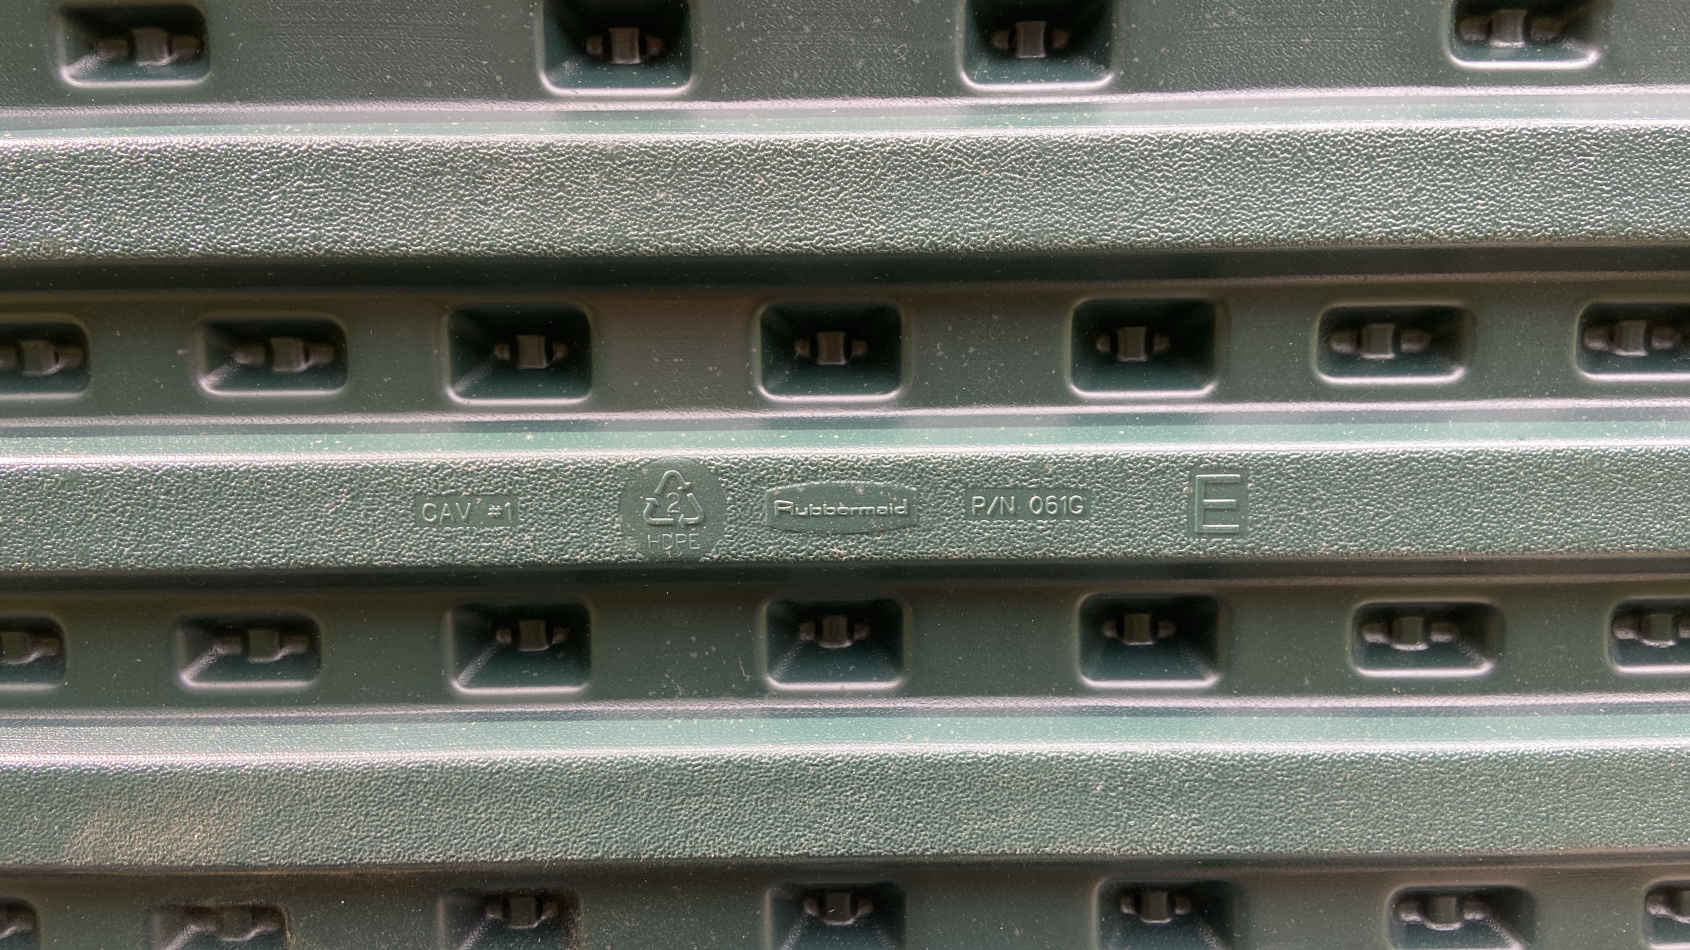 CAV #1
2
HDPE
Rubbermaid
P/N 061G
E